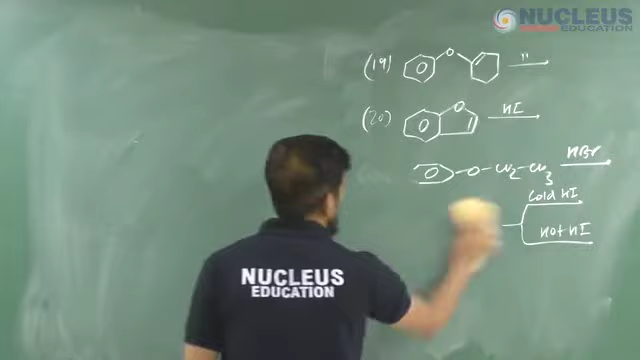 NUCLEUS
EDUCATION
(19) O "
(20) O HI
O-CH2-CH3 HBr
Cold HI
Hot HI
NUCLEUS
EDUCATION